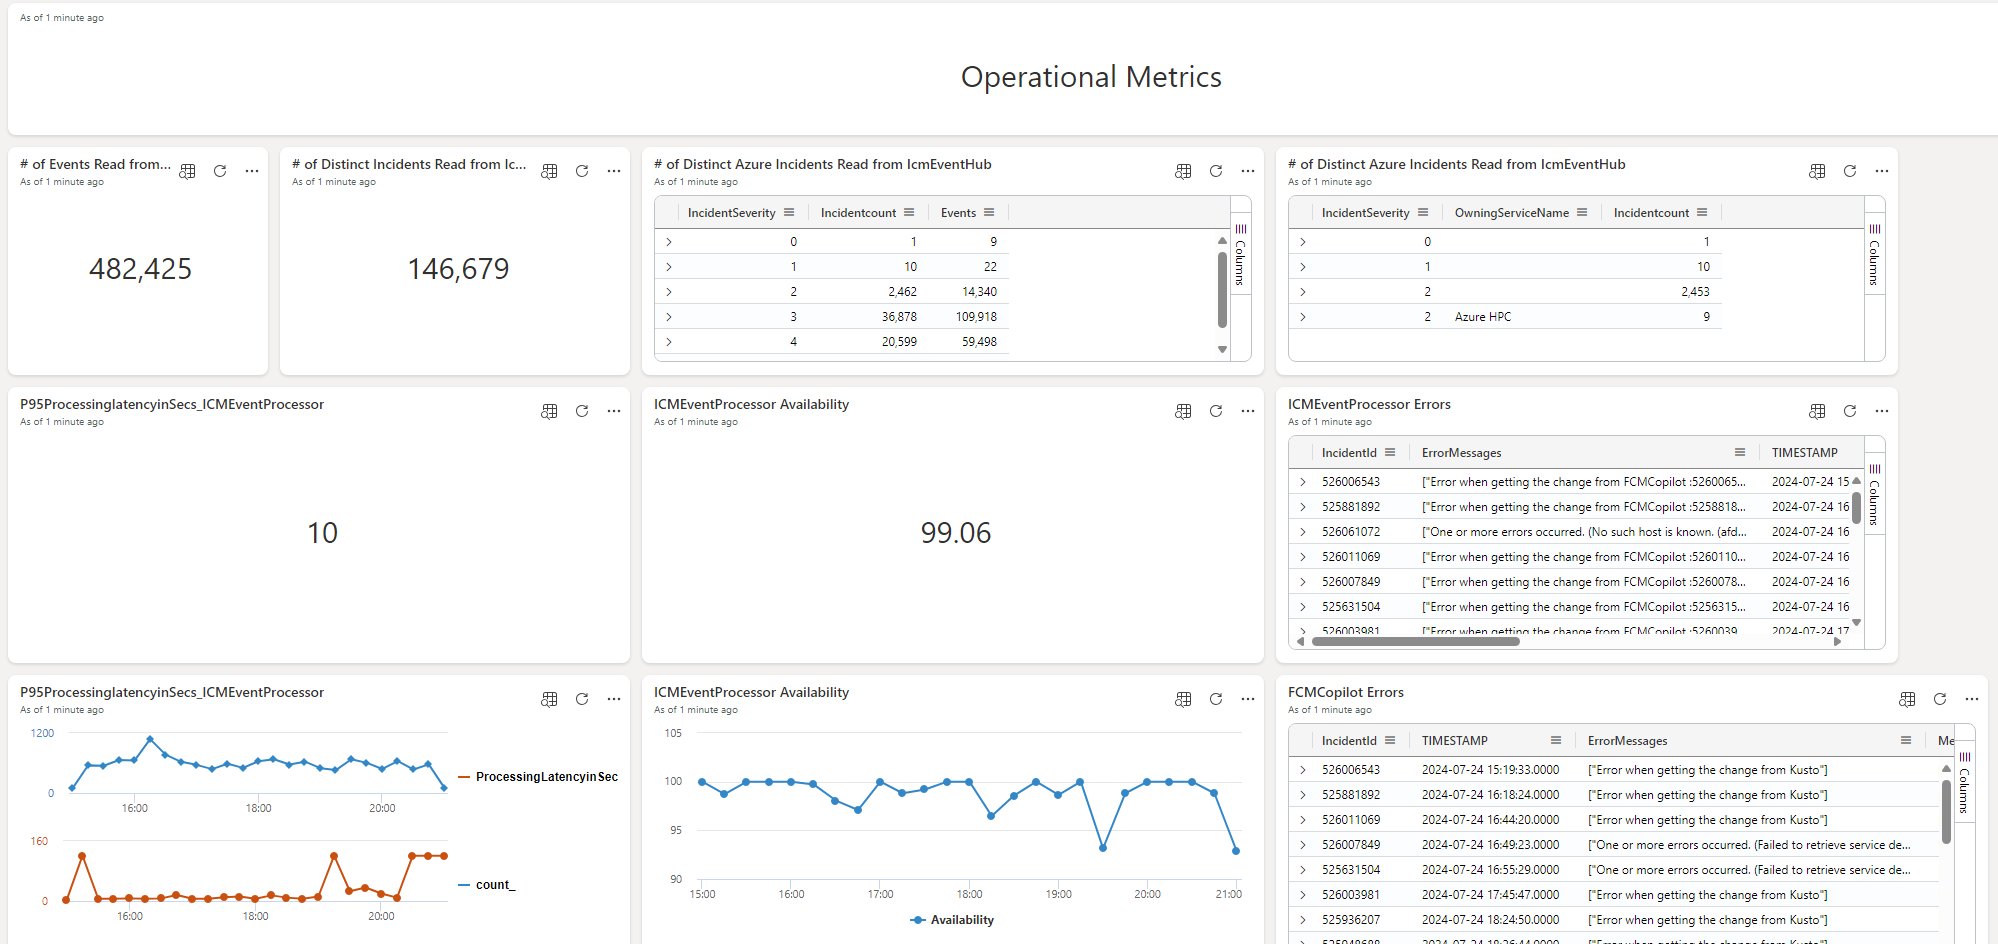 As of 1 minute ago
Operational Metrics
# of Events Read from...
As of 1 minute ago
482,425
# of Distinct Incidents Read from Ic...
As of 1 minute ago
146,679
# of Distinct Azure Incidents Read from IcmEventHub
As of 1 minute ago
IncidentSeverity Incidentcount Events
0 1 9
1 10 22
2 2,462 14,340
3 36,878 109,918
4 20,599 59,498
Columns
# of Distinct Azure Incidents Read from IcmEventHub
As of 1 minute ago
IncidentSeverity OwningServiceName Incidentcount
0 1
1 10
2 2,453
2 Azure HPC 9
Columns
P95ProcessinglatencyinSecs_ICMEventProcessor
As of 1 minute ago
10
ICMEventProcessor Availability
As of 1 minute ago
99.06
ICMEventProcessor Errors
As of 1 minute ago
IncidentId ErrorMessages TIMESTAMP
526006543 ["Error when getting the change from FCMCopilot :5260065... 2024-07-24 15
525881892 ["Error when getting the change from FCMCopilot :5258818... 2024-07-24 16
526061072 ["One or more errors occurred. (No such host is known. (afd... 2024-07-24 16
526011069 ["Error when getting the change from FCMCopilot :5260110... 2024-07-24 16
526007849 ["Error when getting the change from FCMCopilot :5260078... 2024-07-24 16
525631504 ["Error when getting the change from FCMCopilot :5256315... 2024-07-24 16
526003981 ["Error when getting the change from FCMCopilot :5260039 2024-07-24 17
Columns
P95ProcessinglatencyinSecs_ICMEventProcessor
As of 1 minute ago
1200
0
16:00 18:00 20:00
ProcessingLatencyinSec
160
0
16:00 18:00 20:00
count_
ICMEventProcessor Availability
As of 1 minute ago
105
100
95
90
15:00 16:00 17:00 18:00 19:00 20:00 21:00
Availability
FCMCopilot Errors
As of 1 minute ago
IncidentId TIMESTAMP ErrorMessages Me
526006543 2024-07-24 15:19:33.0000 ["Error when getting the change from Kusto"]
525881892 2024-07-24 16:18:24.0000 ["Error when getting the change from Kusto"]
526011069 2024-07-24 16:44:20.0000 ["Error when getting the change from Kusto"]
526007849 2024-07-24 16:49:23.0000 ["One or more errors occurred. (Failed to retrieve service de...
525631504 2024-07-24 16:55:29.0000 ["One or more errors occurred. (Failed to retrieve service de...
526003981 2024-07-24 17:45:47.0000 ["Error when getting the change from Kusto"]
525936207 2024-07-24 18:24:50.0000 ["Error when getting the change from Kusto"]
Columns